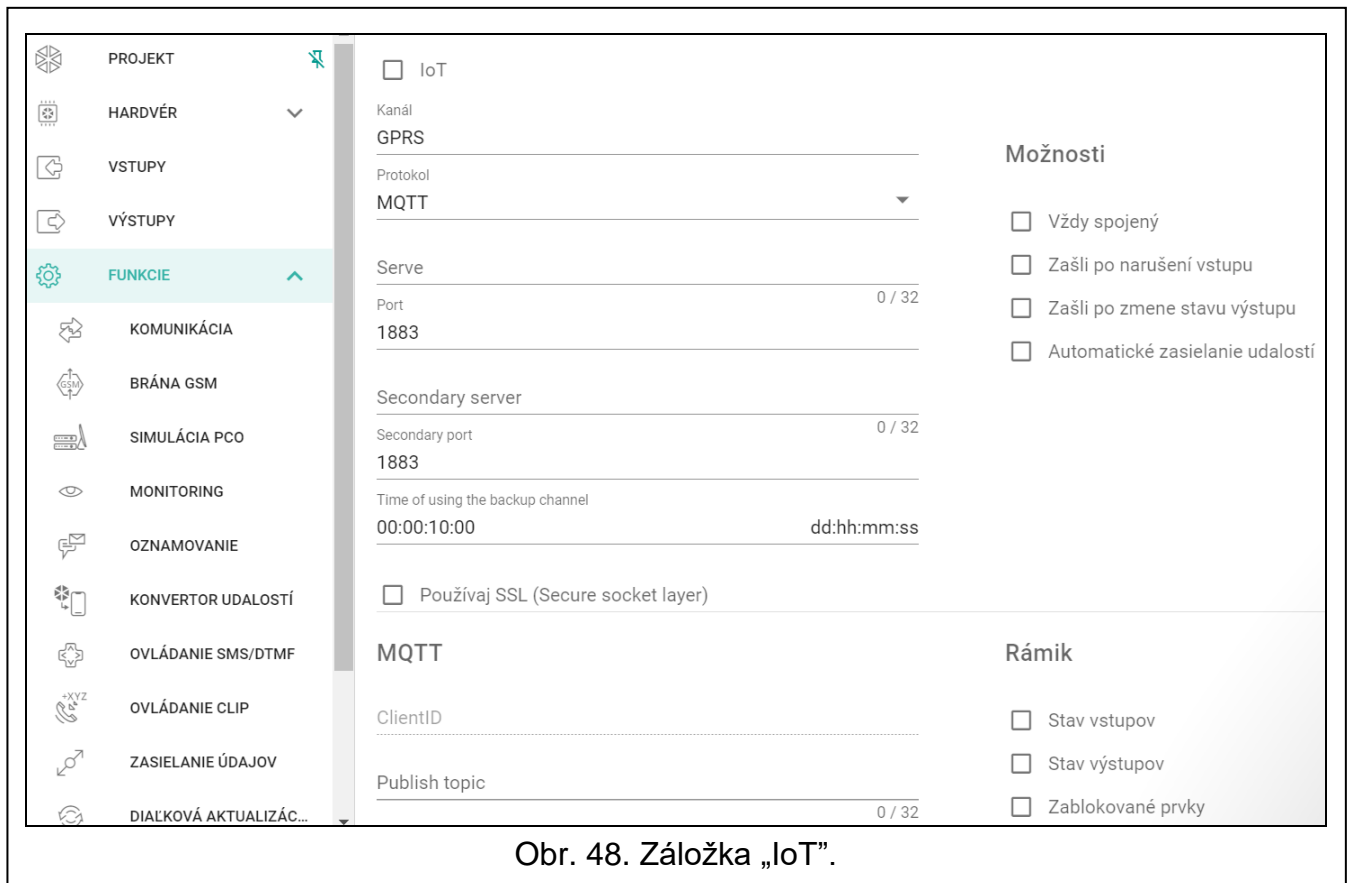 PROJEKT
HARDVÉR
VSTUPY
VÝSTUPY
FUNKCIE
KOMUNIKÁCIA
GSM
BRÁNA GSM
SIMULÁCIA PCO
MONITORING
OZNAMOVANIE
KONVERTOR UDALOSTÍ
OVLÁDANIE SMS/DTMF
+XYZ
OVLÁDANIE CLIP
ZASIELANIE ÚDAJOV
DIAĽKOVÁ AKTUALIZÁC...
IoT
Kanál
GPRS
Protokol
MQTT
Serve
0 / 32
Port
1883
Secondary server
0 / 32
Secondary port
1883
Time of using the backup channel
00:00:10:00 dd:hh:mm:ss
Používaj SSL (Secure socket layer)
MQTT
ClientID
Publish topic
0 / 32
Možnosti
Vždy spojený
Zašli po narušení vstupu
Zašli po zmene stavu výstupu
Automatické zasielanie udalostí
Rámik
Stav vstupov
Stav výstupov
Zablokované prvky
Obr. 48. Záložka „IoT”.